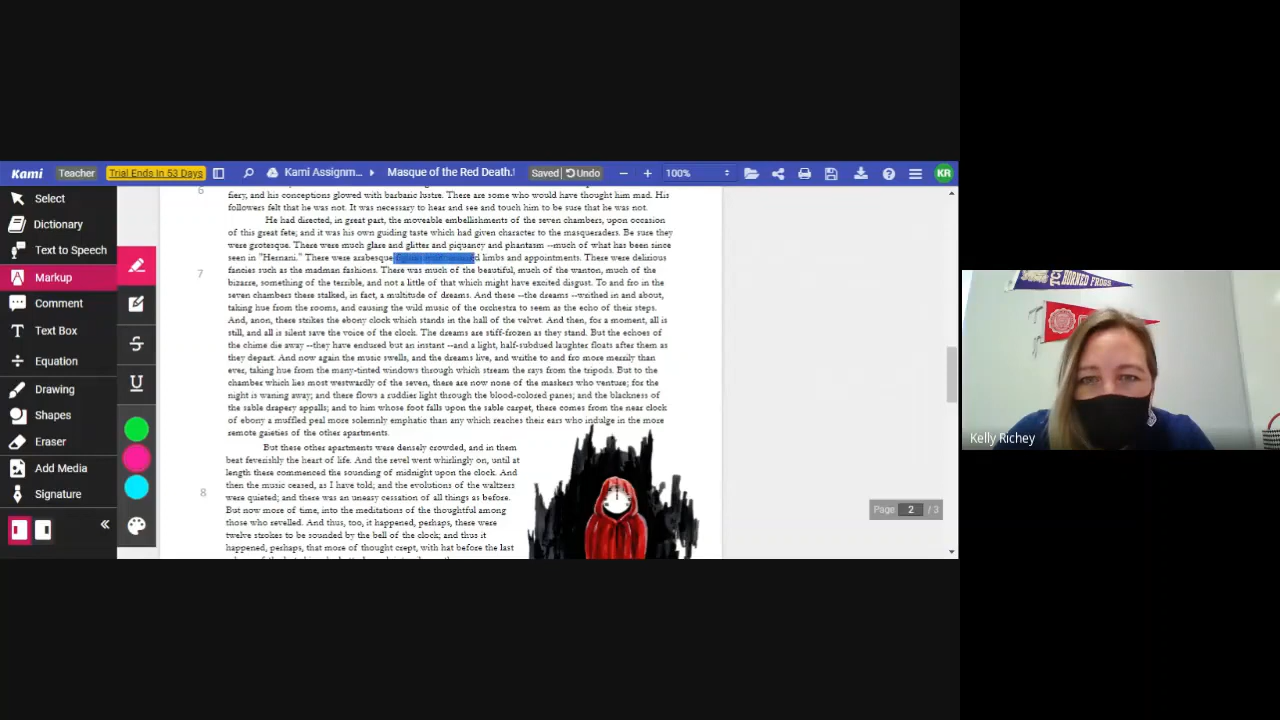 Kami Teacher Trial Ends In 53 Days Kami Assignm... Masque of the Red Death.! Saved Undo 100% KR
Select
Dictionary
Text to Speech
Markup
Comment
Text Box
Equation
Drawing
Shapes
Eraser
Add Media
Signature
6
fiery, and his conceptions glowed with barbaric lustre. There are some who would have thought him mad. His
followers felt that he was not. It was necessary to hear and see and touch him to be sure that he was not.
He had directed, in great part, the moveable embellishments of the seven chambers, upon occasion
of this great fete; and it was his own guiding taste which had given character to the masqueraders. Be sure they
were grotesque. There were much glare and glitter and piquancy and phantasm --much of what has been since
seen in "Hernani." There were arabesque limbs and appointments. There were delirious
7
fancies such as the madman fashions. There was much of the beautiful, much of the wanton, much of the
bizarre, something of the terrible, and not a little of that which might have excited disgust. To and fro in the
seven chambers there stalked, in fact, a multitude of dreams. And these --the dreams --writhed in and about,
taking hue from the rooms, and causing the wild music of the orchestra to seem as the echo of their steps.
And, anon, there strikes the ebony clock which stands in the hall of the velvet. And then, for a moment, all is
still, and all is silent save the voice of the clock. The dreams are stiff-frozen as they stand. But the echoes of
the chime die away --they have endured but an instant --and a light, half-subdued laughter floats after them as
they depart. And now again the music swells, and the dreams live, and writhe to and fro more merrily than
ever, taking hue from the many-tinted windows through which stream the rays from the tripods. But to the
chamber which lies most westwardly of the seven, there are now none of the maskers who venture; for the
night is waning away; and there flows a ruddier light through the blood-colored panes; and the blackness of
the sable drapery appalls; and to him whose foot falls upon the sable carpet, there comes from the near clock
of ebony a muffled peal more solemnly emphatic than any which reaches their ears who indulge in the more
remote gaieties of the other apartments.
But these other apartments were densely crowded, and in them
beat feverishly the heart of life. And the revel went whirlingly on, until at
length there commenced the sounding of midnight upon the clock. And
then the music ceased, as I have told; and the evolutions of the waltzers
8
were quieted; and there was an uneasy cessation of all things as before.
But now more of time, into the meditations of the thoughtful among
those who revelled. And thus, too, it happened, perhaps, there were
twelve strokes to be sounded by the bell of the clock; and thus it
happened, perhaps, that more of thought crept, with hat before the last
Page 2 / 3
HORNED FROGS
Kelly Richey